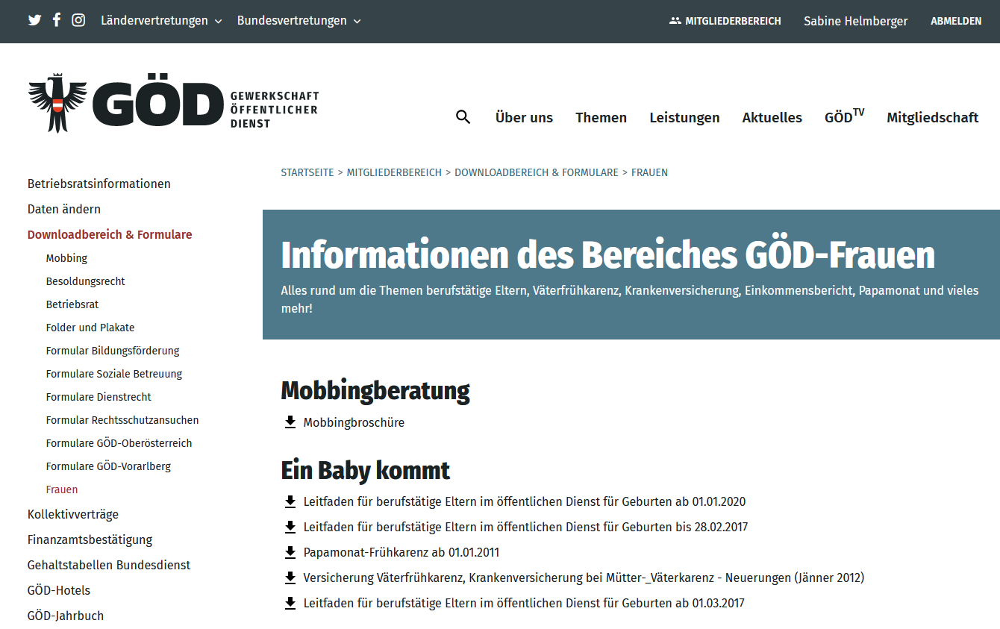 Ländervertretungen
Bundesvertretungen
MITGLIEDERBEREICH
Sabine Helmberger
ABMELDEN
GÖD
GEWERKSCHAFT
ÖFFENTLICHER
DIENST
Über uns
Themen
Leistungen
Aktuelles
GÖDTV
Mitgliedschaft
Betriebsratsinformationen
Daten ändern
Downloadbereich & Formulare
Mobbing
Besoldungsrecht
Betriebsrat
Folder und Plakate
Formular Bildungsförderung
Formulare Soziale Betreuung
Formulare Dienstrecht
Formular Rechtsschutzansuchen
Formulare GÖD-Oberösterreich
Formulare GÖD-Vorarlberg
Frauen
Kollektivverträge
Finanzamtsbestätigung
Gehaltstabellen Bundesdienst
GÖD-Hotels
GÖD-Jahrbuch
STARTSEITE > MITGLIEDERBEREICH > DOWNLOADBEREICH & FORMULARE > FRAUEN
Informationen des Bereiches GÖD-Frauen
Alles rund um die Themen berufstätige Eltern, Väterfrühkarenz, Krankenversicherung, Einkommensbericht, Papamonat und vieles
mehr!
Mobbingberatung
Mobbingbroschüre
Ein Baby kommt
Leitfaden für berufstätige Eltern im öffentlichen Dienst für Geburten ab 01.01.2020
Leitfaden für berufstätige Eltern im öffentlichen Dienst für Geburten bis 28.02.2017
Papamonat-Frühkarenz ab 01.01.2011
Versicherung Väterfrühkarenz, Krankenversicherung bei Mütter-_Väterkarenz - Neuerungen (Jänner 2012)
Leitfaden für berufstätige Eltern im öffentlichen Dienst für Geburten ab 01.03.2017